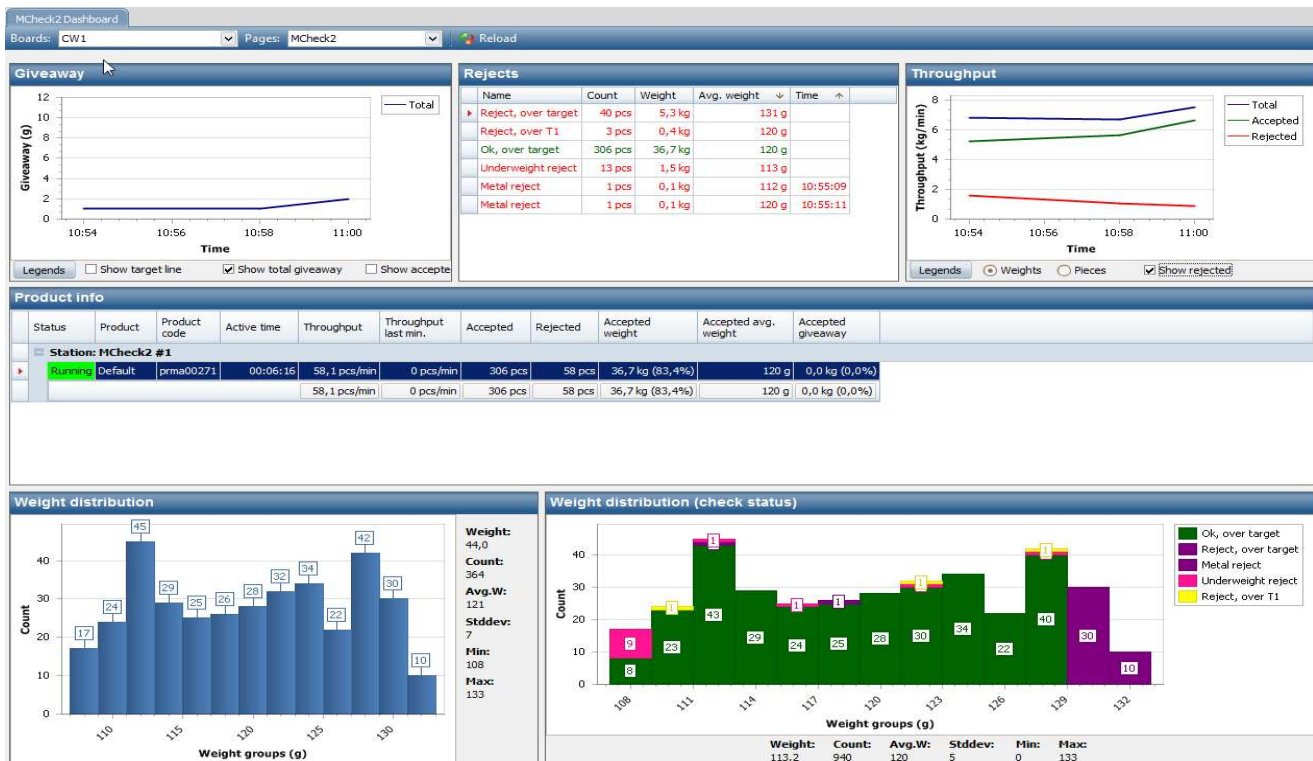 MCheck2 Dashboard
Boards: CW1 Pages: MCheck2 Reload
Giveaway
12
10
8
6
4
2
0
Giveaway (g)
10:54 10:56 10:58 11:00
Time
Total
Legends Show target line Show total giveaway Show accepte
Rejects
Name Count Weight Avg. weight Time
Reject, over target 40 pcs 5,3 kg 131 g
Reject, over T1 3 pcs 0,4 kg 120 g
Ok, over target 306 pcs 36,7 kg 120 g
Underweight reject 13 pcs 1,5 kg 113 g
Metal reject 1 pcs 0,1 kg 112 g 10:55:09
Metal reject 1 pcs 0,1 kg 120 g 10:55:11
Throughput
8
6
4
2
0
Throughput (kg/min)
10:54 10:56 10:58 11:00
Time
Total
Accepted
Rejected
Legends Weights Pieces Show rejected
Product info
Status Product Product code Active time Throughput Throughput last min. Accepted Rejected Accepted weight Accepted avg. weight Accepted giveaway
Station: MCheck2 #1
Running Default prma00271 00:06:16 58,1 pcs/min 0 pcs/min 306 pcs 58 pcs 36,7 kg (83,4%) 120 g 0,0 kg (0,0%)
58,1 pcs/min 0 pcs/min 306 pcs 58 pcs 36,7 kg (83,4%) 120 g 0,0 kg (0,0%)
Weight distribution
40
30
20
10
0
Count
17 24 45 29 25 26 28 32 34 22 42 30 10
110 115 120 125 130
Weight groups (g)
Weight:
44,0
Count:
364
Avg.W:
121
Stddev:
7
Min:
108
Max:
133
Weight distribution (check status)
40
30
20
10
0
Count
9 1 1 1 1 1 1
8 23 43 29 24 25 28 30 34 22 40 30 10
108 111 114 117 120 123 126 129 132
Weight groups (g)
Ok, over target
Reject, over target
Metal reject
Underweight reject
Reject, over T1
Weight: Count: Avg.W: Stddev: Min: Max:
113,2 940 120 5 0 133